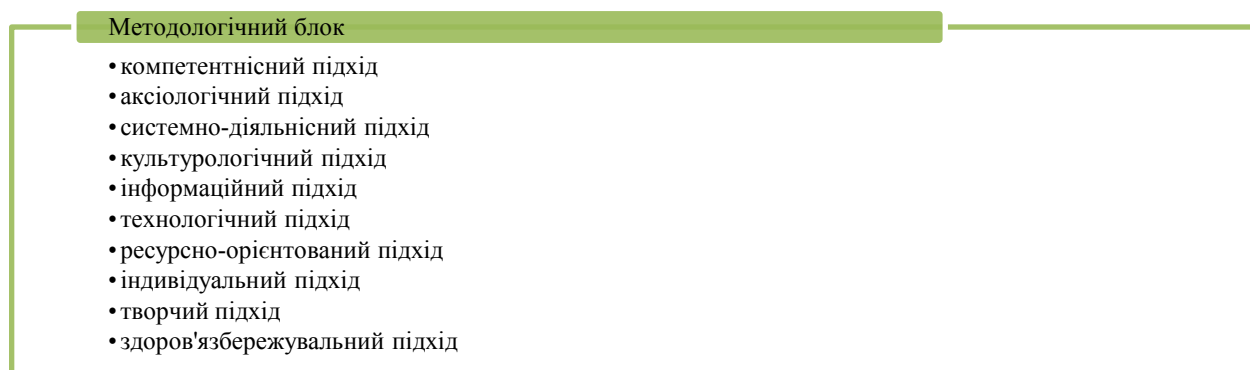 Методологічний блок
•компетентнісний підхід
•аксіологічний підхід
•системно-діяльнісний підхід
•культурологічний підхід
•інформаційний підхід
•технологічний підхід
•ресурсно-орієнтований підхід
•індивідуальний підхід
•творчий підхід
•здоров'язбережувальний підхід